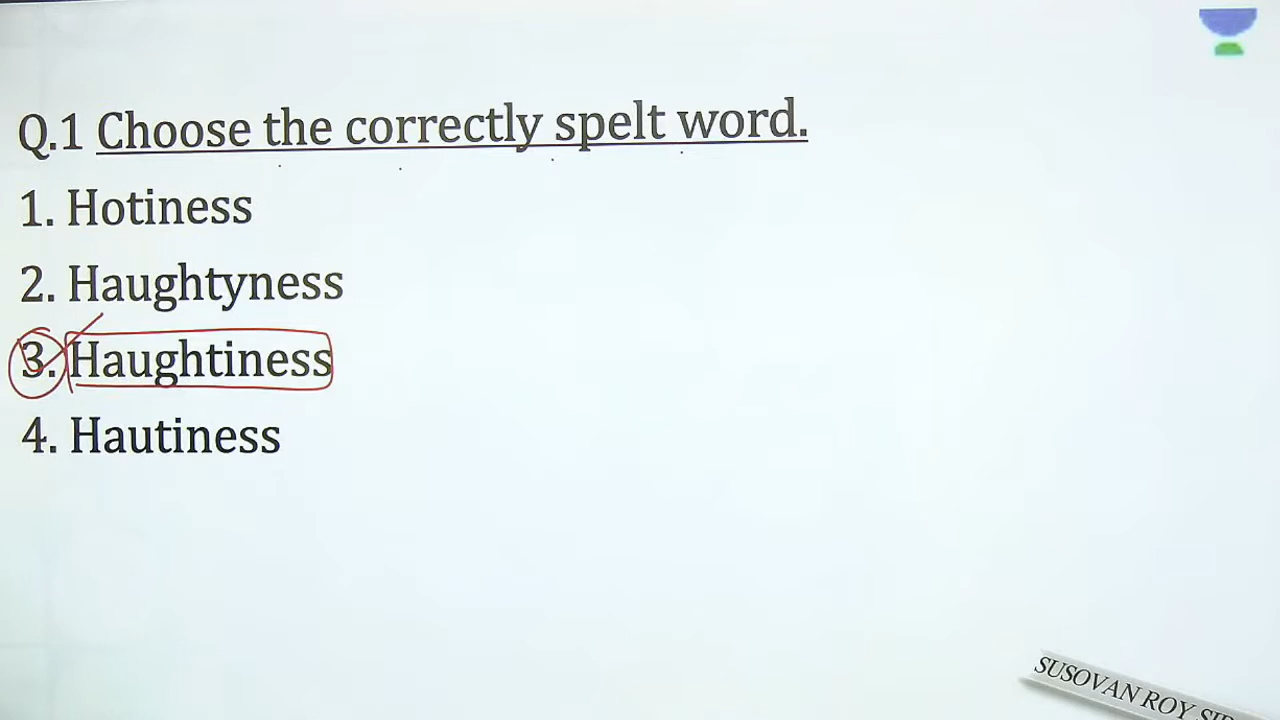 Q.1 Choose the correctly spelt word.
1. Hotiness
2. Haughtyness
3. Haughtiness
4. Hautiness
SUSOVAN ROY